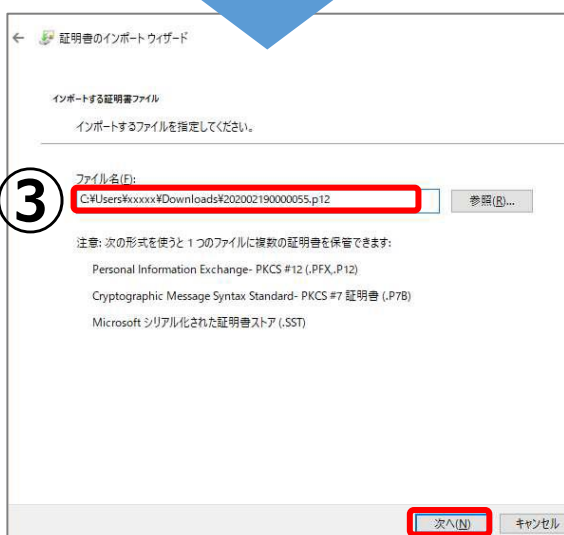 ← 証明書のインポート ウィザード
インポートする証明書ファイル
インポートするファイルを指定してください。
ファイル名(F):
③ C:¥Users¥xxxxx¥Downloads¥202002190000055.p12 参照(R)...
注意: 次の形式を使うと 1 つのファイルに複数の証明書を保管できます:
Personal Information Exchange- PKCS #12 (.PFX,.P12)
Cryptographic Message Syntax Standard- PKCS #7 証明書 (.P7B)
Microsoft シリアル化された証明書ストア (.SST)
次へ(N) キャンセル